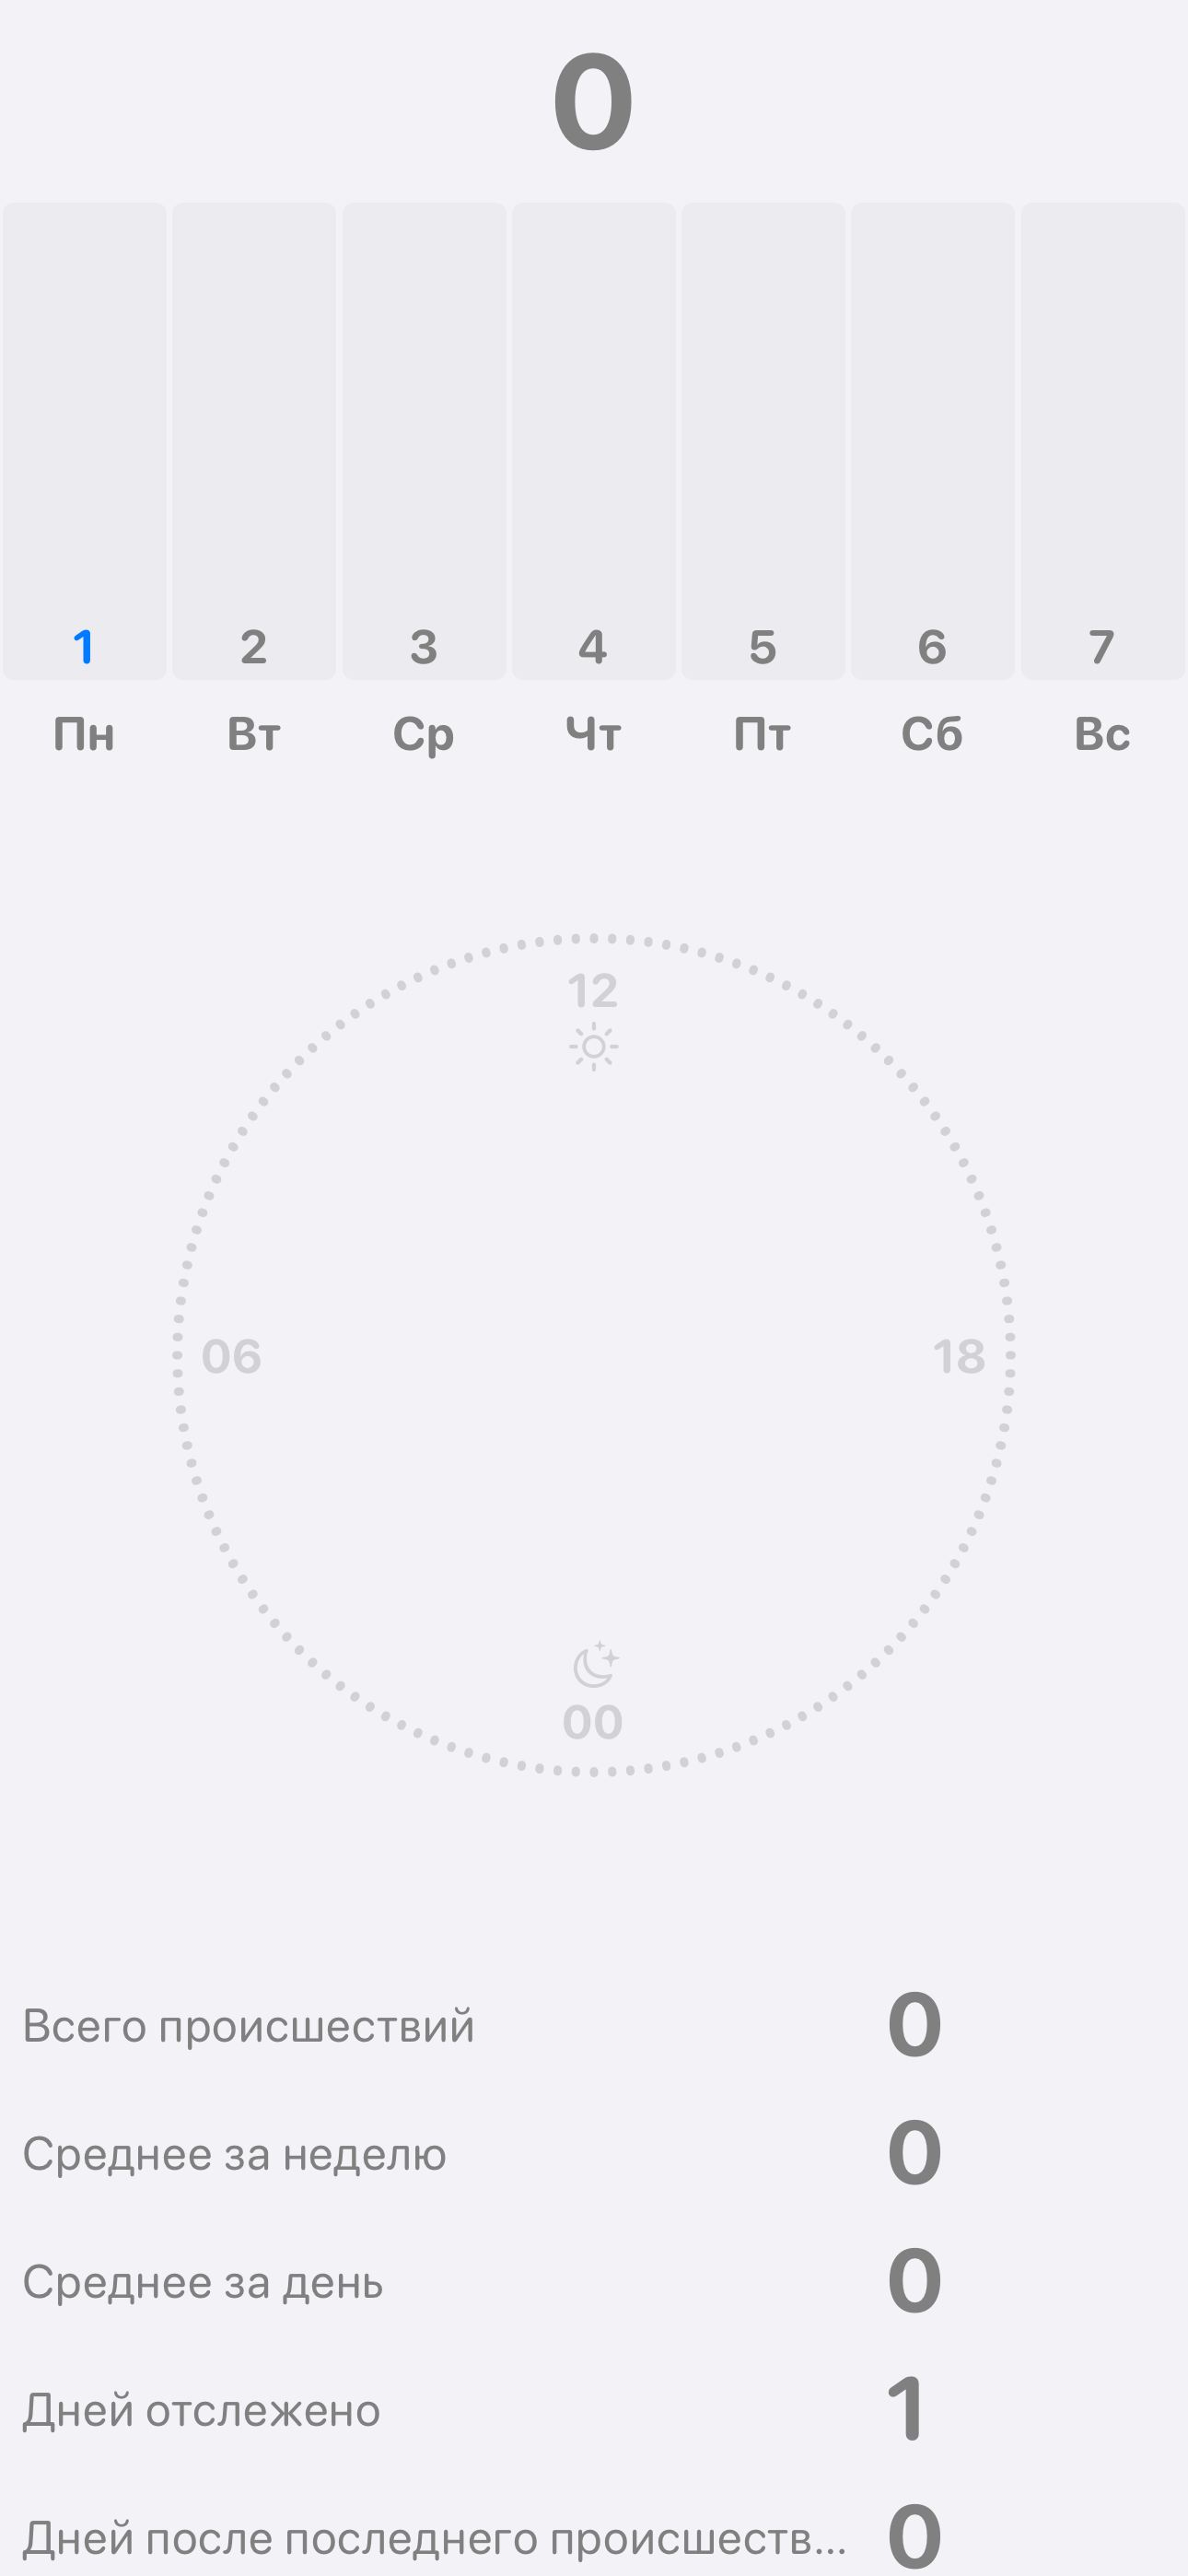 0
1 2 3 4 5 6 7
Пн Вт Ср Чт Пт Сб Вс
12
06 18
00
Всего происшествий 0
Среднее за неделю 0
Среднее за день 0
Дней отслежено 1
Дней после последнего происшеств... 0